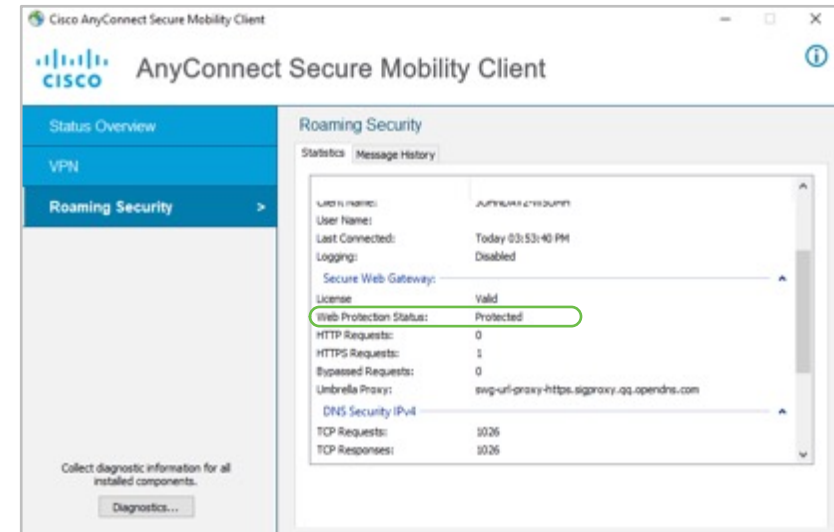 Cisco AnyConnect Secure Mobility Client
CISCO
AnyConnect Secure Mobility Client
Status Overview
VPN
Roaming Security >
Collect diagnostic information for all
installed components.
Diagnostics...
Roaming Security
Statistics Message History
Client Name:
User Name:
Last Connected: Today 03:53:40 PM
Logging: Disabled
Secure Web Gateway:
License Valid
Web Protection Status: Protected
HTTP Requests: 0
HTTPS Requests: 1
Bypassed Requests: 0
Umbrella Proxy: swg-url-proxy-https.sigproxy.qq.opendns.com
DNS Security IPv4
TCP Requests: 1026
TCP Responses: 1026